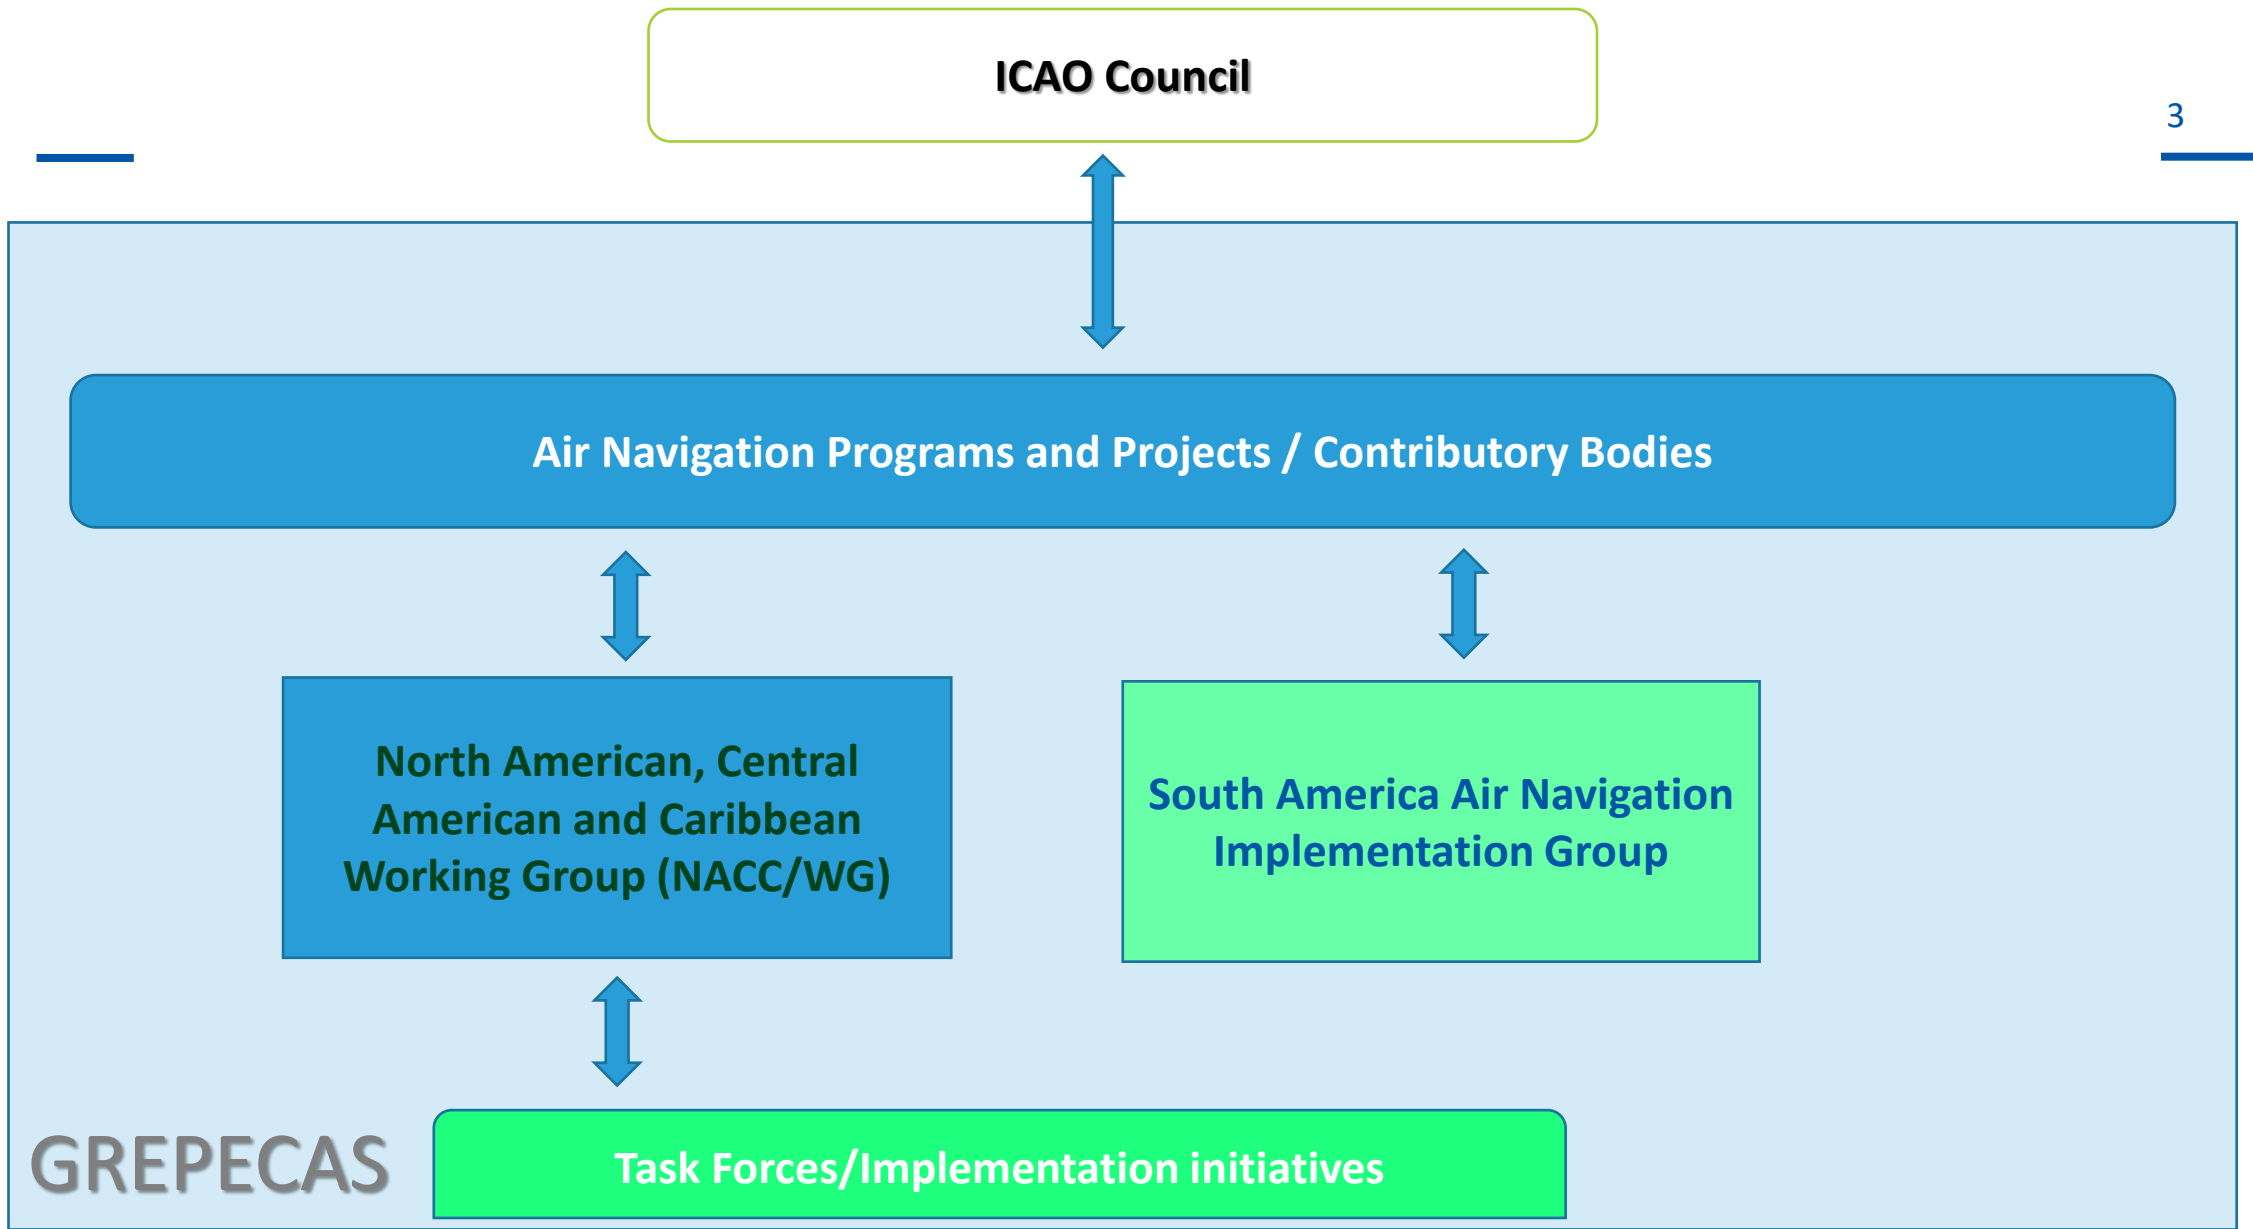 ICAO Council
3
Air Navigation Programs and Projects / Contributory Bodies
North American, Central
American and Caribbean
Working Group (NACC/WG)
South America Air Navigation
Implementation Group
GREPECAS
Task Forces/Implementation initiatives